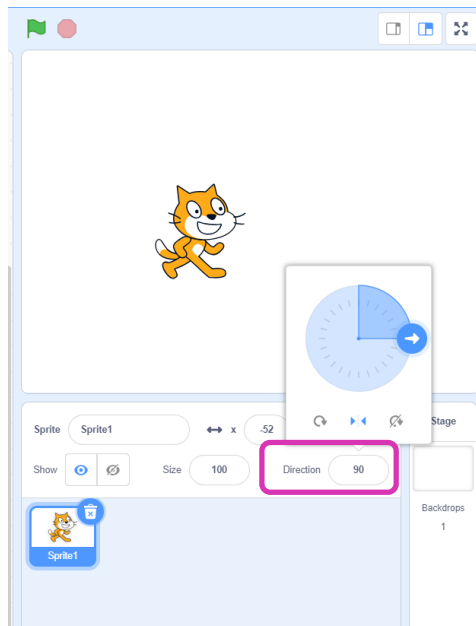 Sprite Sprite1 x -52
Stage
Show Size 100 Direction 90
Backdrops
1
Sprite1